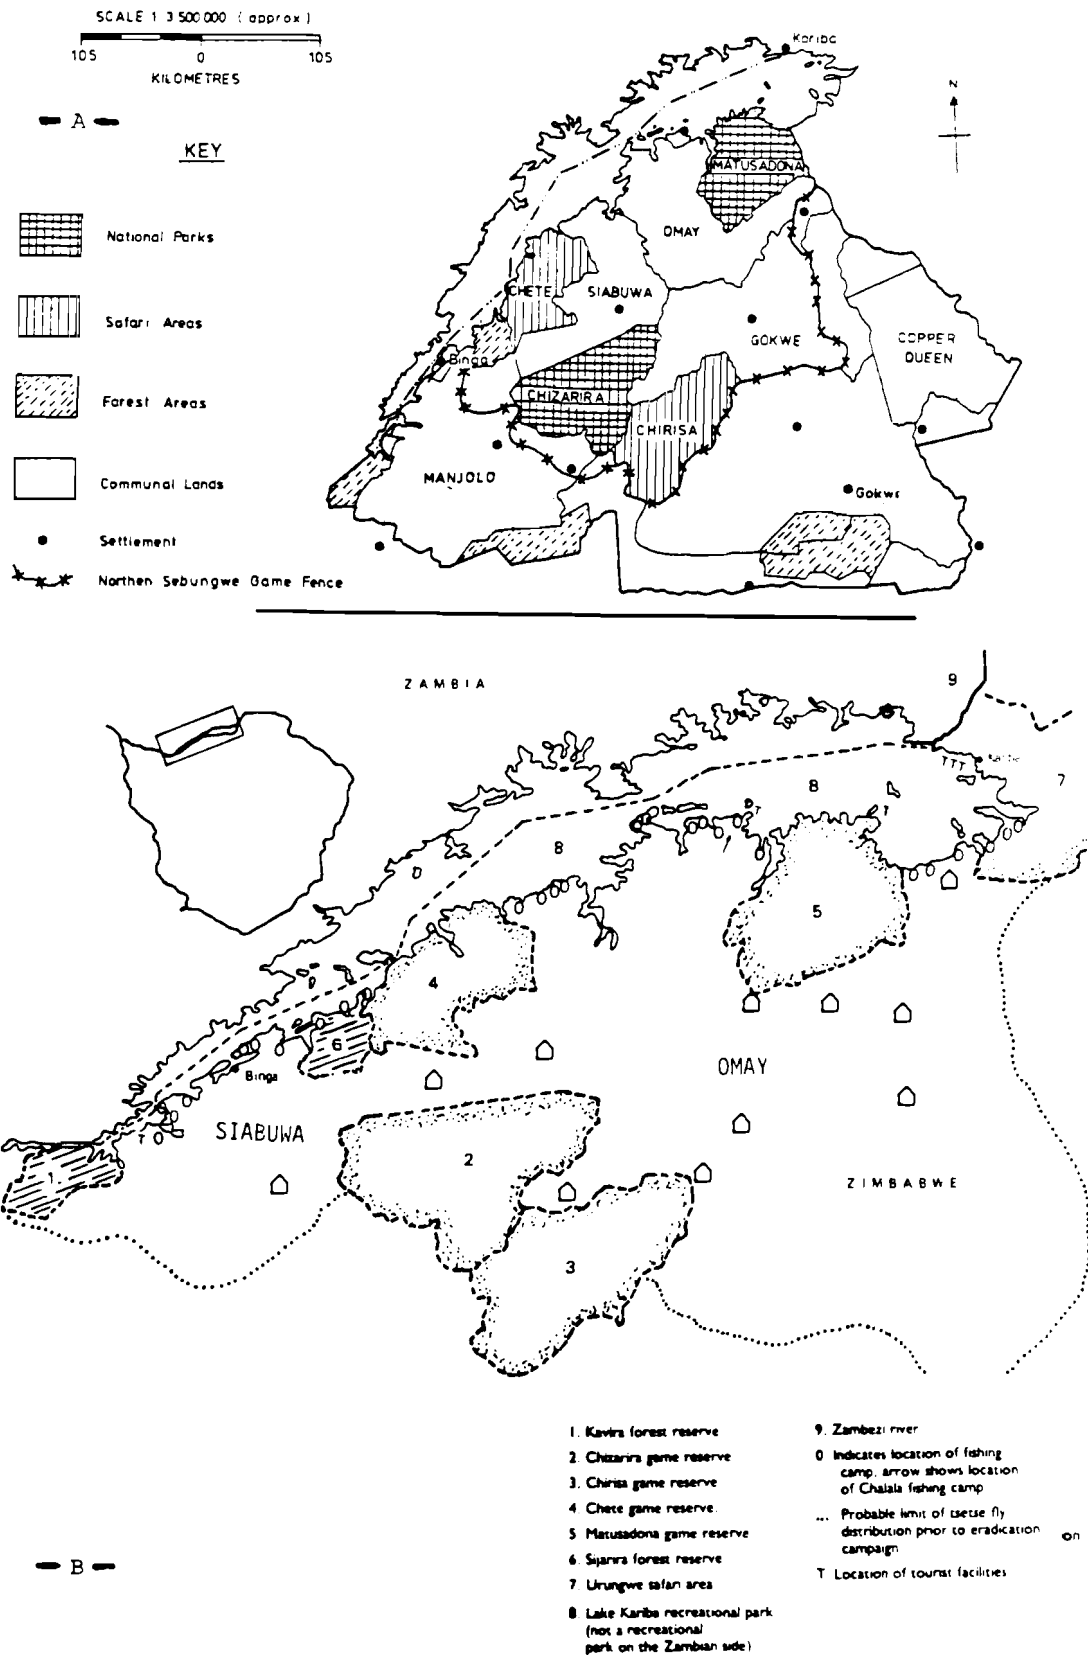 SCALE 1 3 500 000 ( approx )
105 0 105
KILOMETRES
A
KEY
National Parks
Safari Areas
Forest Areas
Communal Lands
Settlement
Northen Sebungwe Game Fence
N
Kariba
MATUSADONA
OMAY
CHETE
SIABUWA
GOKWE
COPPER
QUEEN
Binga
CHIZARIRA
CHIRISA
MANJOLO
Gokwe
ZAMBIA
9
TTT
7
8
T
T
8
5
4
6
Binga
OMAY
T
SIABUWA
2
1
ZIMBABWE
3
1. Kavira forest reserve
2 Chizarira game reserve
3. Chirisa game reserve
4 Chete game reserve
5 Matusadona game reserve
6. Sijarira forest reserve
7. Urungwe safari area
8 Lake Kariba recreational park
(not a recreational
park on the Zambian side)
9. Zambezi river
0 Indicates location of fishing
camp, arrow shows location
of Chalala fishing camp
... Probable limit of tsetse fly
distribution prior to eradication
campaign
on
T Location of tourist facilities
B